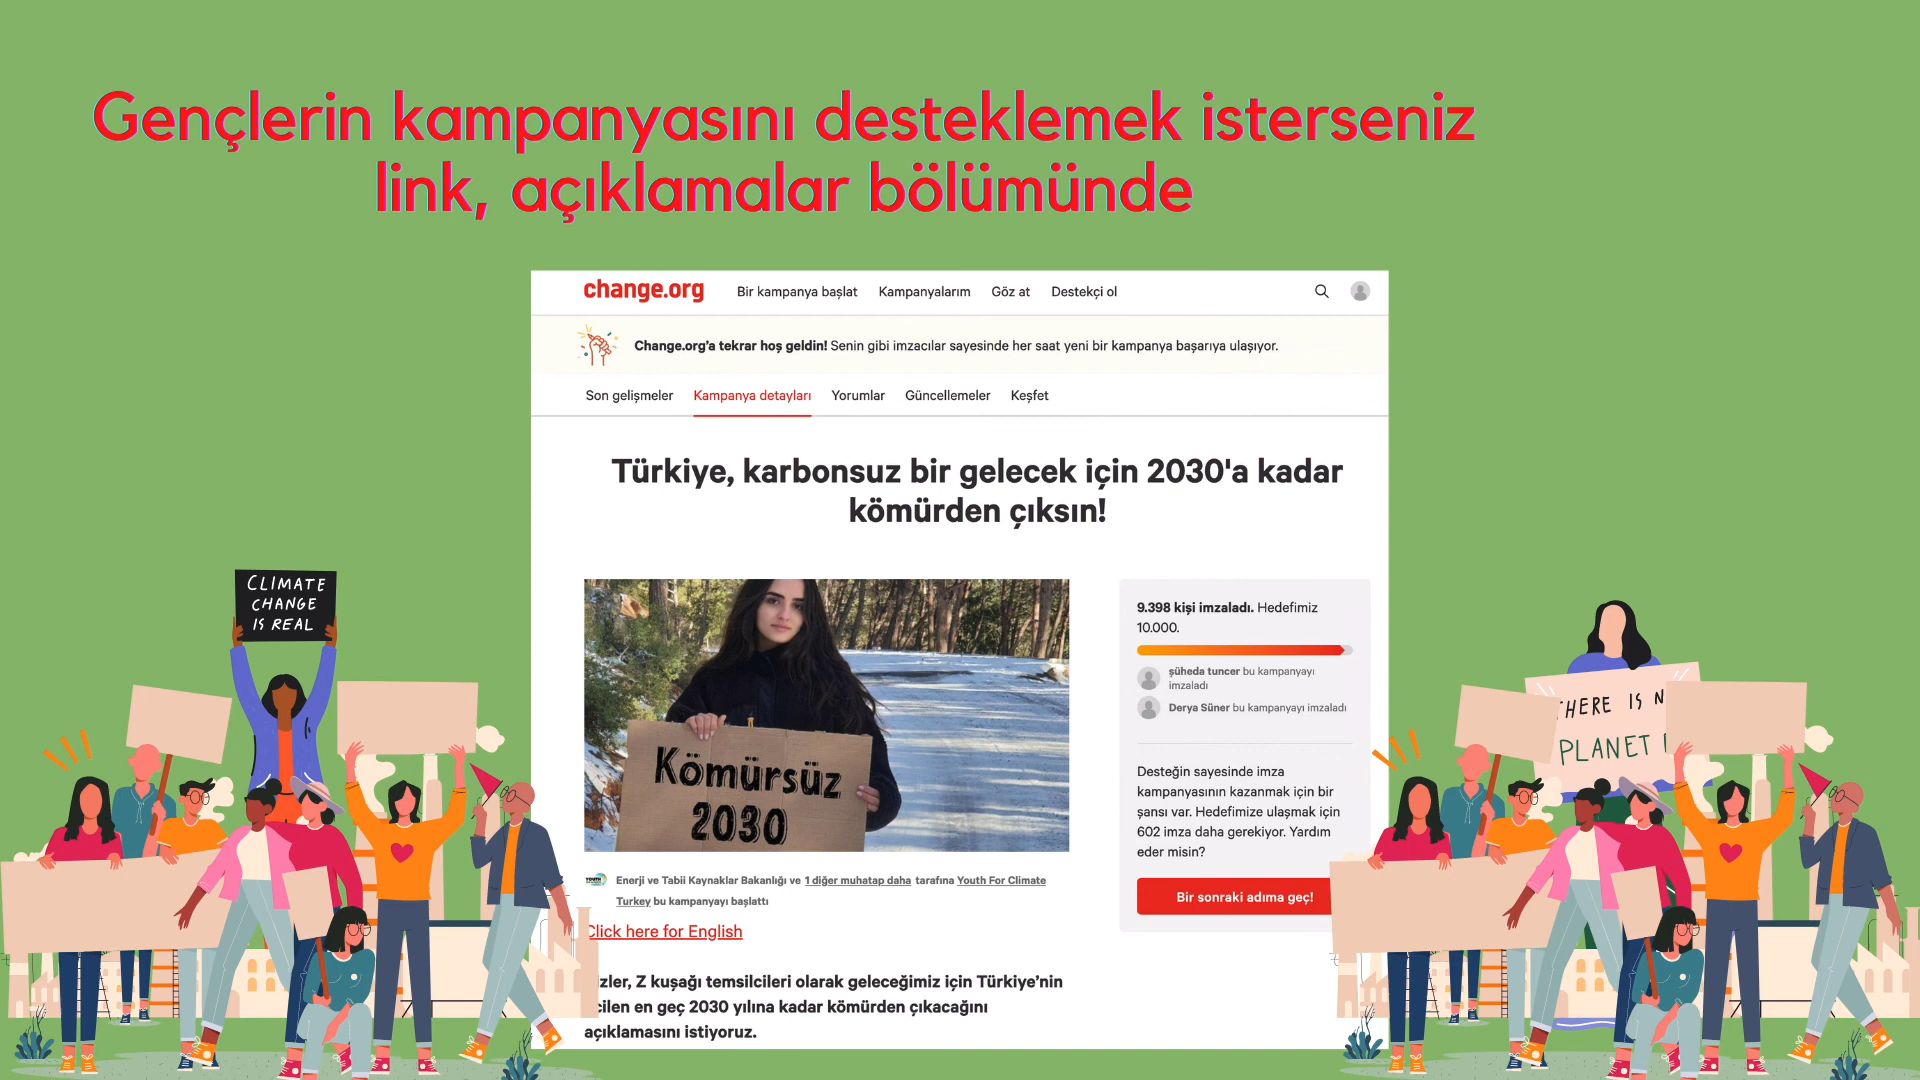 Gençlerin kampanyasını desteklemek isterseniz
link, açıklamalar bölümünde
change.org
Bir kampanya başlat
Kampanyalarım
Göz at
Destekçi ol
Change.org'a tekrar hoş geldin! Senin gibi imzacılar sayesinde her saat yeni bir kampanya başarıya ulaşıyor.
Son gelişmeler
Kampanya detayları
Yorumlar
Güncellemeler
Keşfet
Türkiye, karbonsuz bir gelecek için 2030'a kadar
kömürden çıksın!
Kömürsüz
2030
9.398 kişi imzaladı. Hedefimiz
10.000.
şüheda tuncer bu kampanyayı
imzaladı
Derya Süner bu kampanyayı imzaladı
Desteğin sayesinde imza
kampanyasının kazanmak için bir
şansı var. Hedefimize ulaşmak için
602 imza daha gerekiyor. Yardım
eder misin?
Bir sonraki adıma geç!
YOUTH
Enerji ve Tabii Kaynaklar Bakanlığı ve 1 diğer muhatap daha tarafına Youth For Climate
Turkey bu kampanyayı başlattı
Click here for English
izler, Z kuşağı temsilcileri olarak geleceğimiz için Türkiye'nin
cilen en geç 2030 yılına kadar kömürden çıkacağını
açıklamasını istiyoruz.
CLIMATE
CHANGE
IS REAL
THERE IS N
PLANET